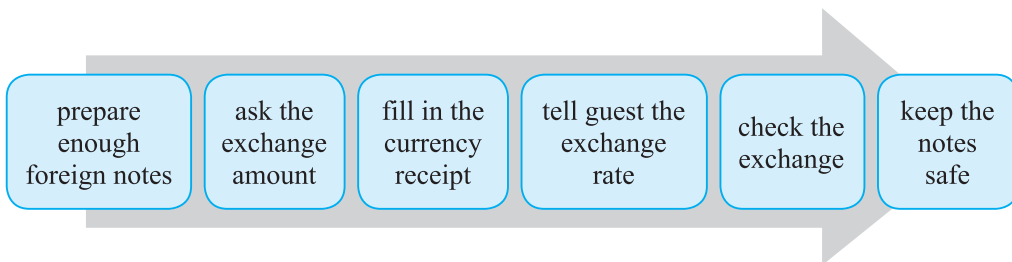 prepare
enough
foreign notes
ask the
exchange
amount
fill in the
currency
receipt
tell guest the
exchange
rate
check the
exchange
keep the
notes
safe